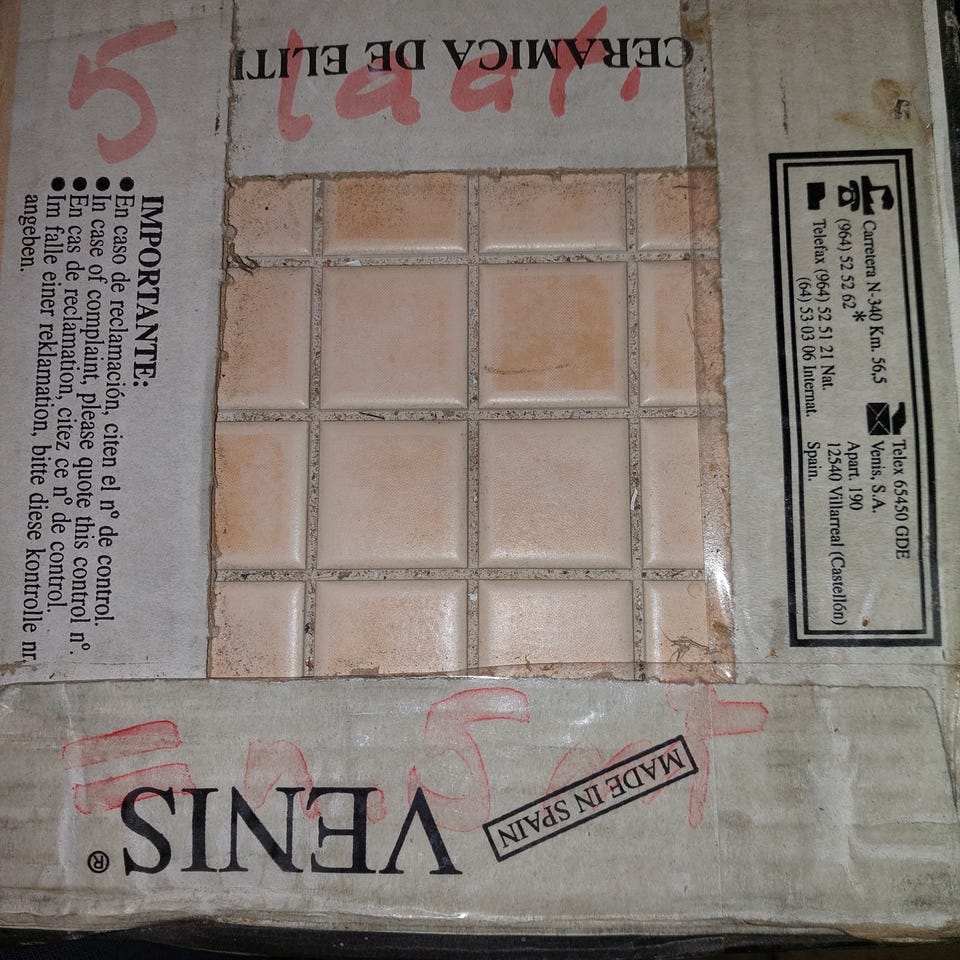 5 laat.
CERAMICA DE ELIT
IMPORTANTE:
● En caso de reclamación, citen el nº de control.
● In case of complaint, please quote this control nº.
● En cas de reclamation, citez ce nº de control.
● Im falle einer reklamation, bitte diese kontrolle nr.
angeben.
Carretera N-340 Km. 56,5
(964) 52 52 62*
Telefax (964) 52 51 21 Nat.
(64) 53 03 06 Internat.
Telex 65450 GDE
Venis, S.A.
Apart. 190
12540 Villarreal (Castellón)
Spain.
VENIS®
MADE IN SPAIN